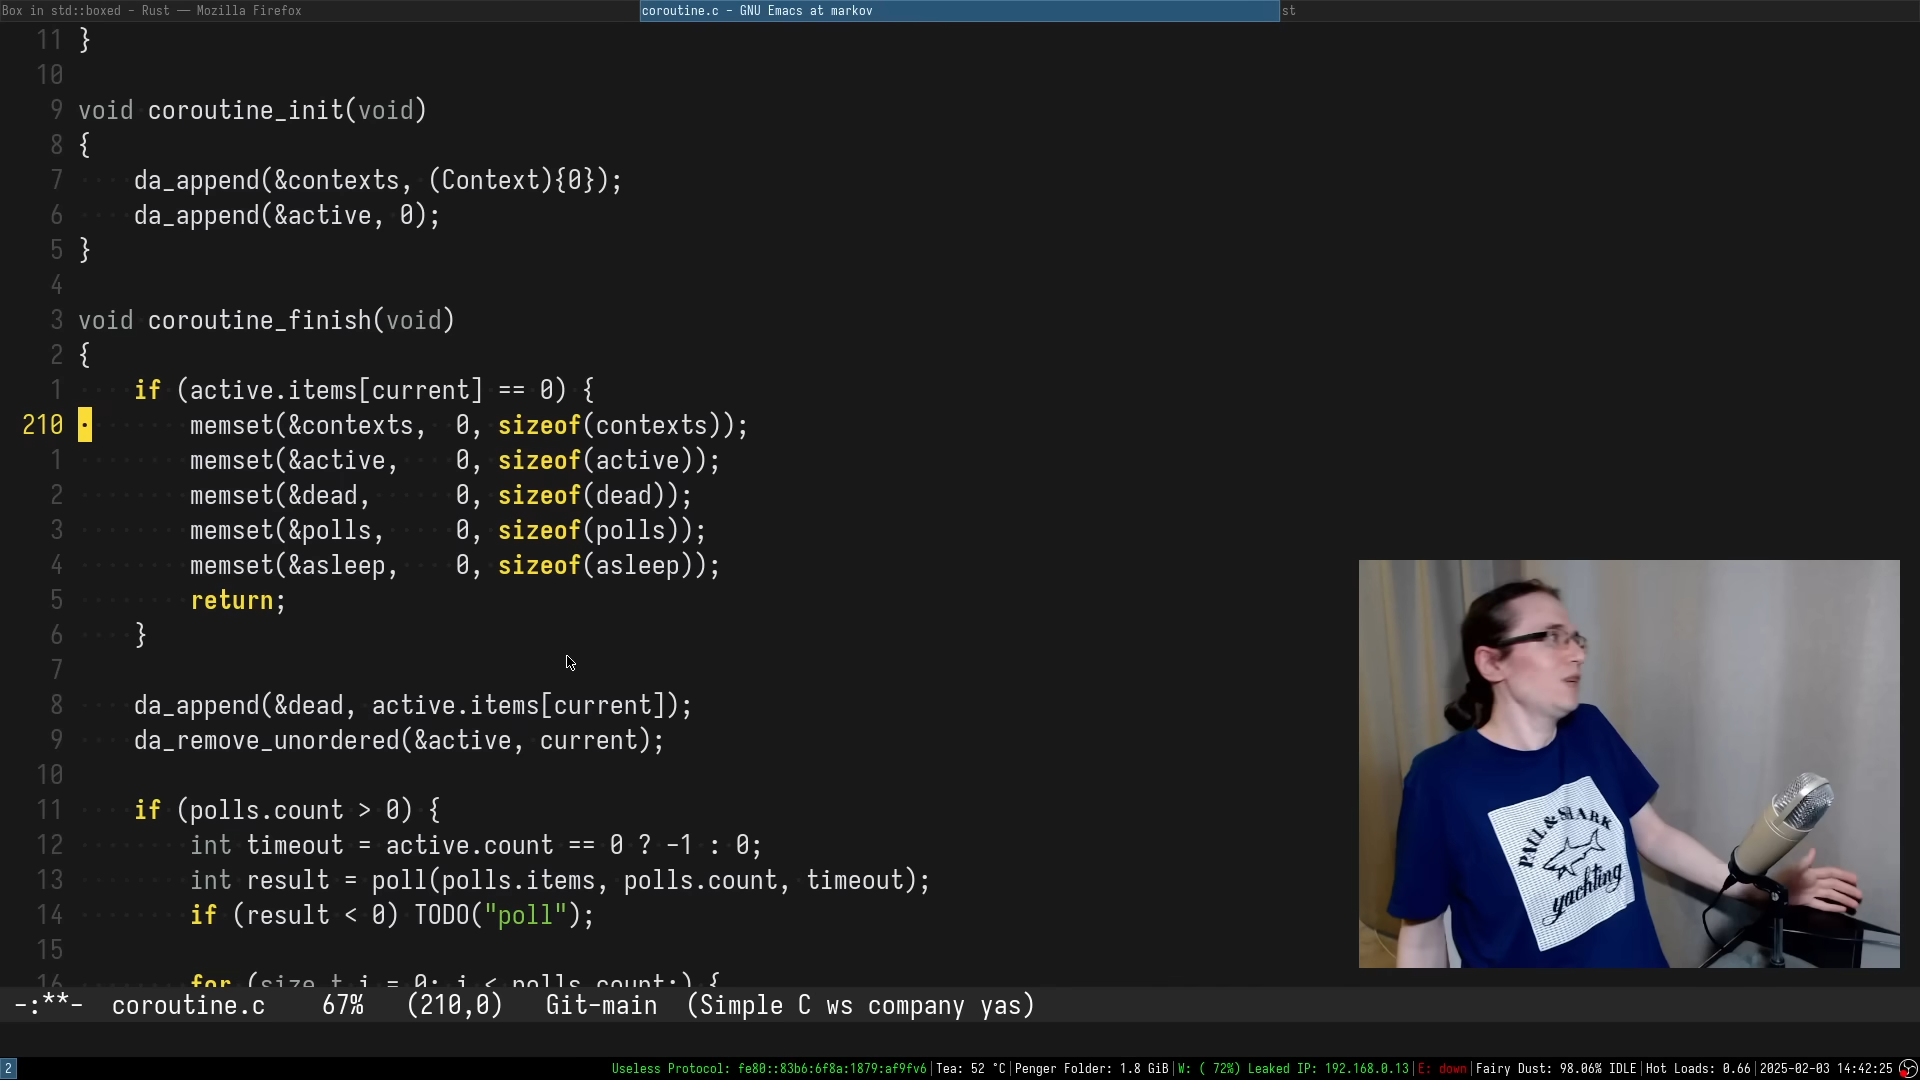 Box in std::boxed - Rust — Mozilla Firefox
coroutine.c - GNU Emacs at markov
st
11 }
10
9 void coroutine_init(void)
8 {
7 da_append(&contexts, (Context){0});
6 da_append(&active, 0);
5 }
4
3 void coroutine_finish(void)
2 {
1 if (active.items[current] == 0) {
210 memset(&contexts, 0, sizeof(contexts));
1 memset(&active, 0, sizeof(active));
2 memset(&dead, 0, sizeof(dead));
3 memset(&polls, 0, sizeof(polls));
4 memset(&asleep, 0, sizeof(asleep));
5 return;
6 }
7
8 da_append(&dead, active.items[current]);
9 da_remove_unordered(&active, current);
10
11 if (polls.count > 0) {
12 int timeout = active.count == 0 ? -1 : 0;
13 int result = poll(polls.items, polls.count, timeout);
14 if (result < 0) TODO("poll");
15
16 for (size_t i = 0; i < polls.count;) {
PAUL & SHARK
yachting
-:**- coroutine.c 67% (210,0) Git-main (Simple C ws company yas)
2
Useless Protocol: fe80::83b6:6f8a:1879:af9fv6|Tea: 52 °C|Penger Folder: 1.8 GiB|W: ( 72%) Leaked IP: 192.168.0.13|E: down|Fairy Dust: 98.06% IDLE|Hot Loads: 0.66|2025-02-03 14:42:25